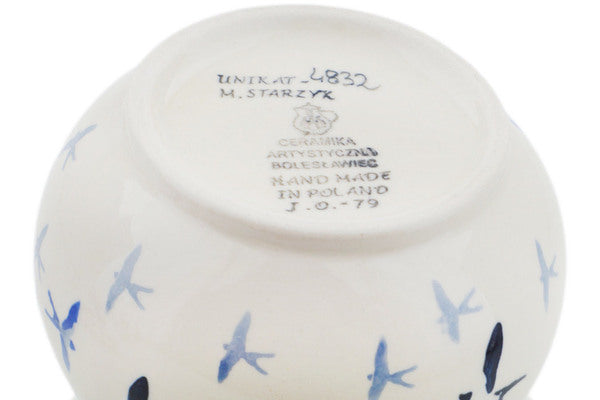 UNIKAT-4832
M. STARZYK
CERAMIKA
ARTYSTYCZNA
BOLESŁAWIEC
HAND MADE
IN POLAND
J.O.-79